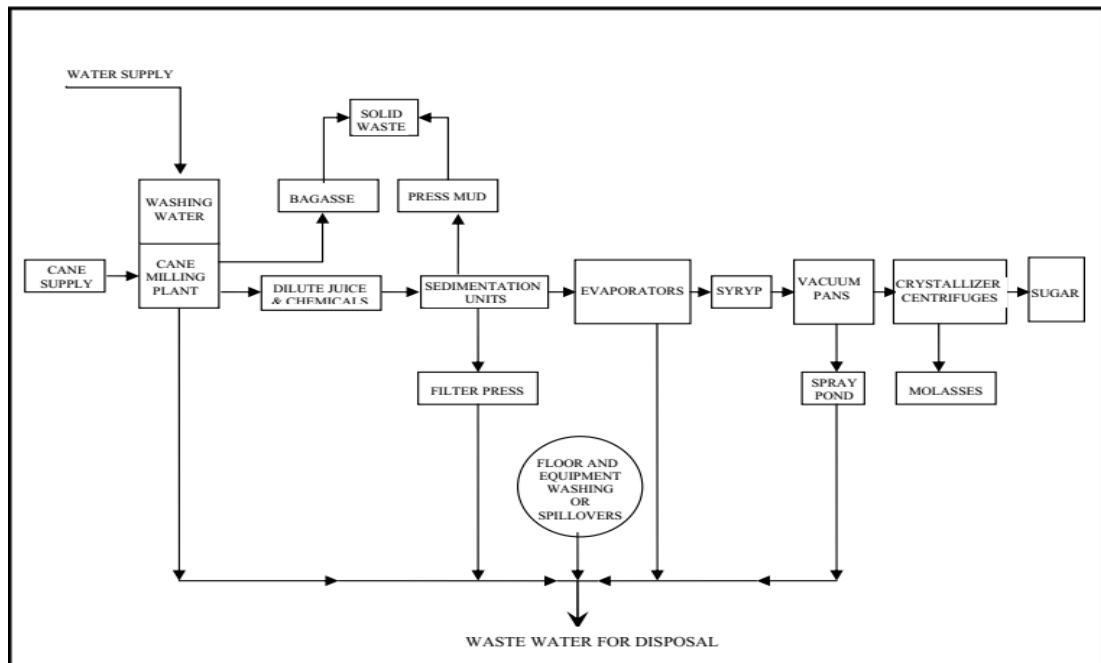 WATER SUPPLY
SOLID
WASTE
WASHING
WATER
BAGASSE
PRESS MUD
CANE
SUPPLY
CANE
MILLING
PLANT
DILUTE JUICE
& CHEMICALS
SEDIMENTATION
UNITS
EVAPORATORS
SYRYP
VACUUM
PANS
CRYSTALLIZER
CENTRIFUGES
SUGAR
FILTER PRESS
SPRAY
POND
MOLASSES
FLOOR AND
EQUIPMENT
WASHING
OR
SPILLOVERS
WASTE WATER FOR DISPOSAL